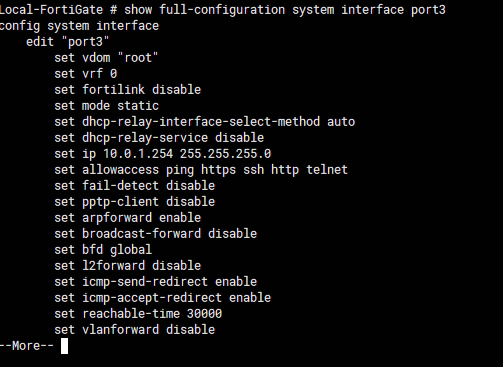 Local-FortiGate # show full-configuration system interface port3
config system interface
    edit "port3"
        set vdom "root"
        set vrf 0
        set fortilink disable
        set mode static
        set dhcp-relay-interface-select-method auto
        set dhcp-relay-service disable
        set ip 10.0.1.254 255.255.255.0
        set allowaccess ping https ssh http telnet
        set fail-detect disable
        set pptp-client disable
        set arpforward enable
        set broadcast-forward disable
        set bfd global
        set l2forward disable
        set icmp-send-redirect enable
        set icmp-accept-redirect enable
        set reachable-time 30000
        set vlanforward disable
--More--